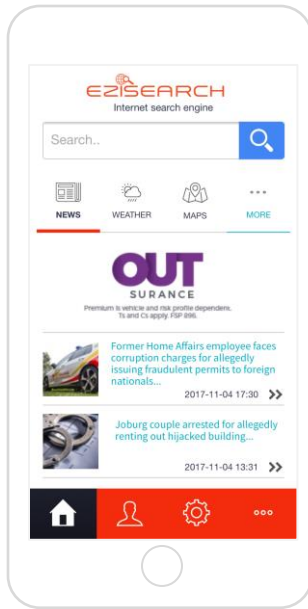 EZISEARCH
Internet search engine
Search..
NEWS
WEATHER
MAPS
MORE
OUT
SURANCE
Premium is vehicle and risk profile dependers.
Ts and Cs apply. FSP 896.
Former Home Affairs employee faces
corruption charges for allegedly
issuing fraudulent permits to foreign
nationals...
2017-11-04 17:30
Joburg couple arrested for allegedly
renting out hijacked building...
2017-11-04 13:31